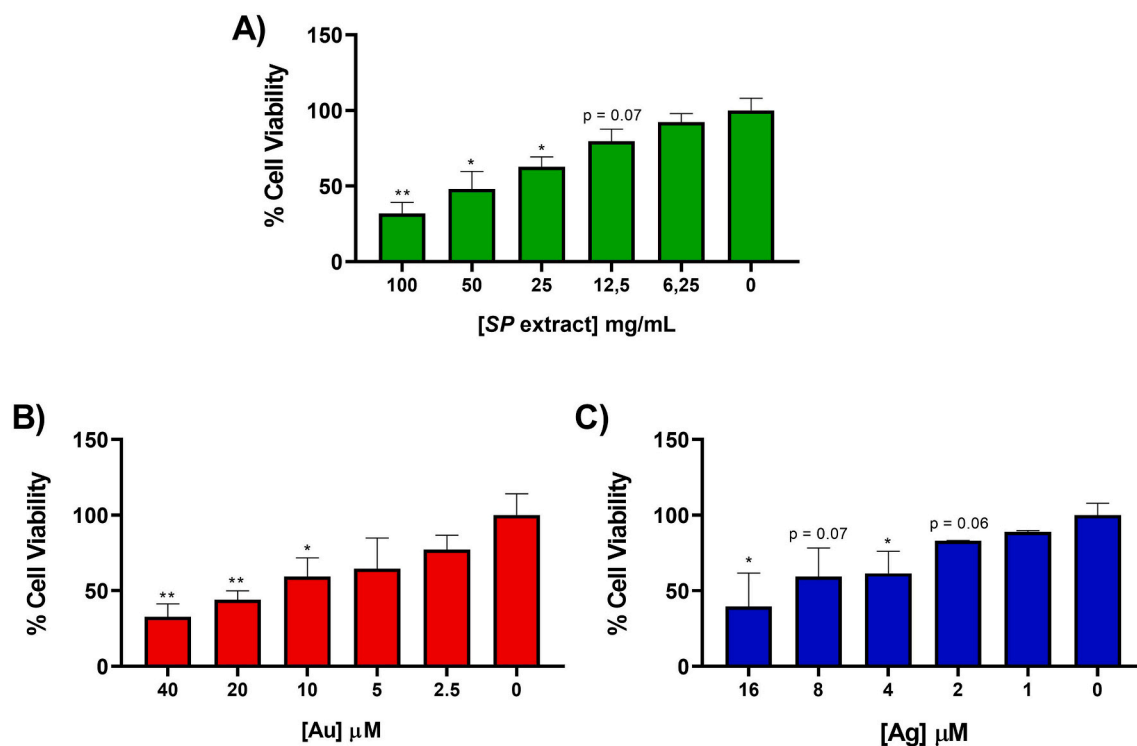 A)
% Cell Viability
150
100
50
0
**
*
*
p = 0.07
100 50 25 12,5 6,25 0
[SP extract] mg/mL
B)
% Cell Viability
150
100
50
0
**
**
*
40 20 10 5 2.5 0
[Au] μM
C)
% Cell Viability
150
100
50
0
*
p = 0.07
*
p = 0.06
16 8 4 2 1 0
[Ag] μM